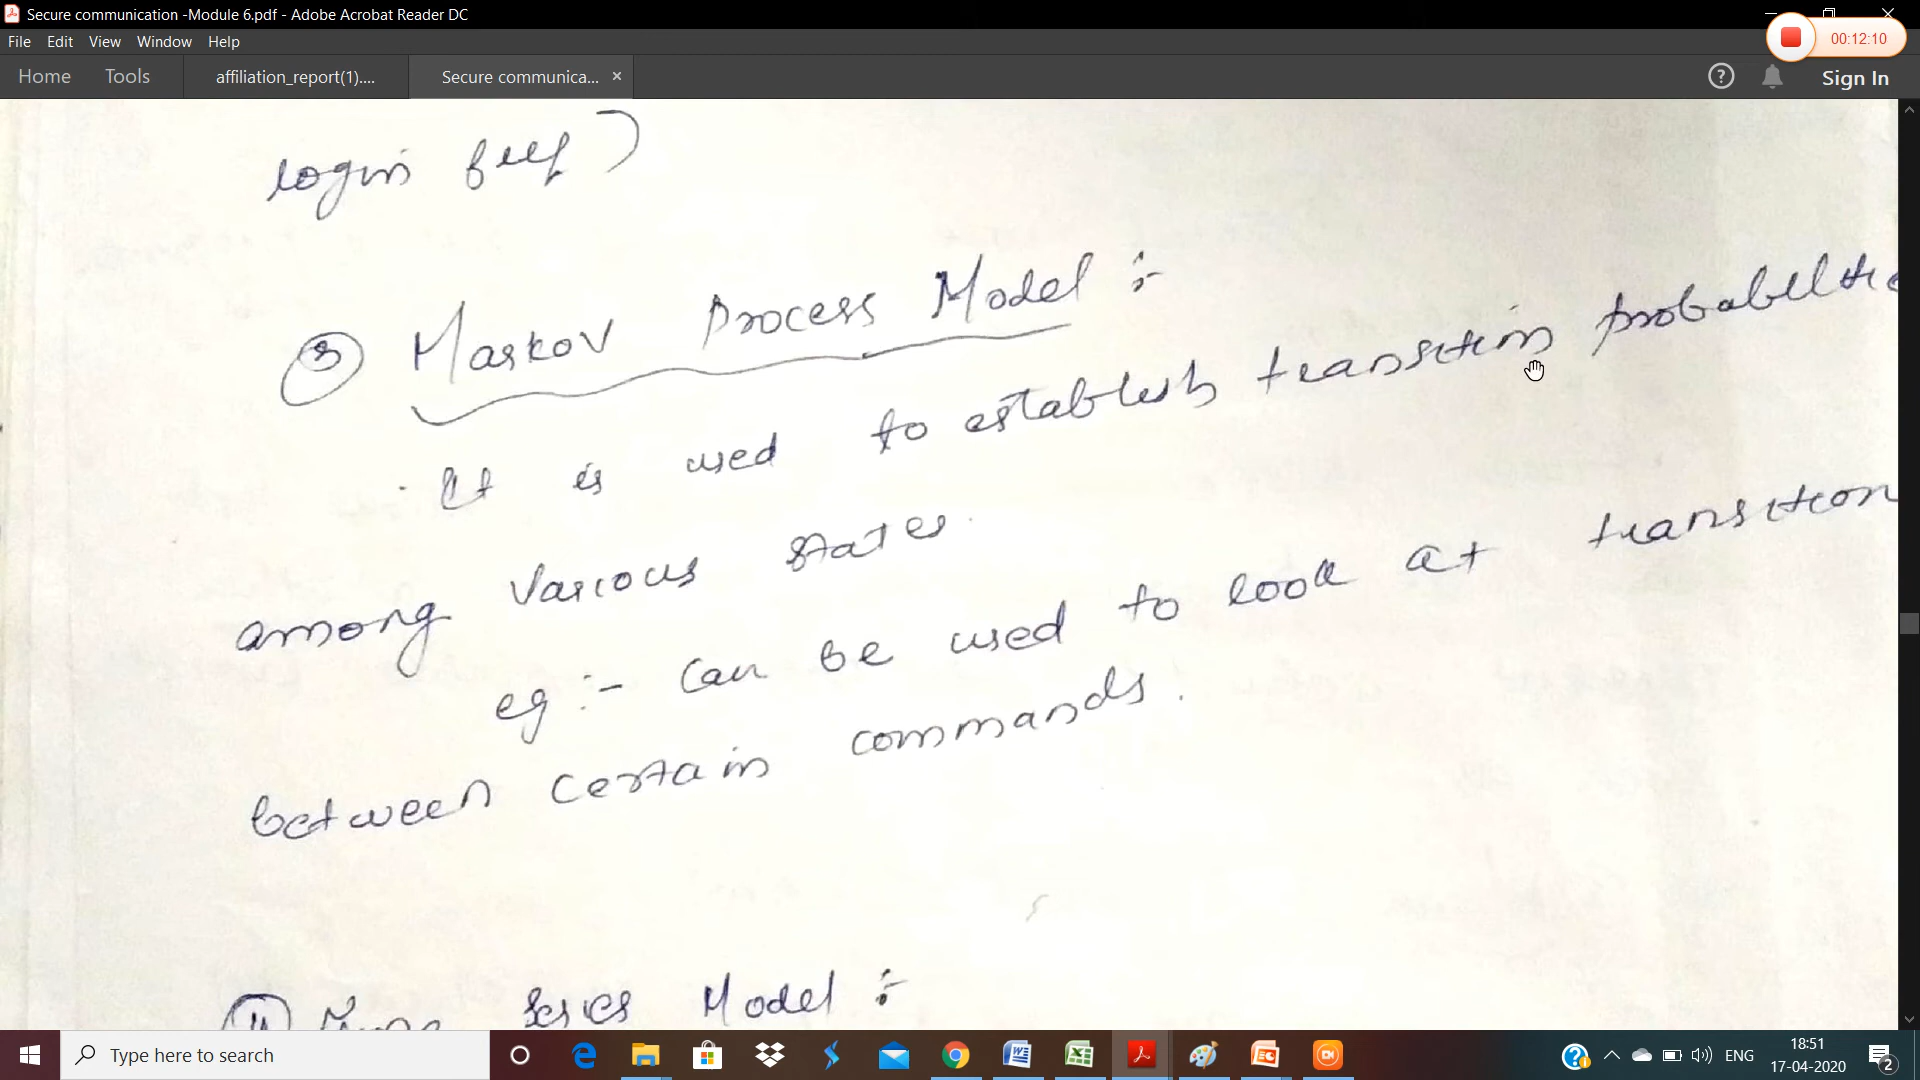 Secure communication -Module 6.pdf - Adobe Acrobat Reader DC
00:12:10
File Edit View Window Help
Home Tools affiliation_report(1).... Secure communica... × ? Sign In
login
③ Markov Process Model :-
. It is used to establish transition
among various states.
eg :- Can be used to look at transition
between certain commands.
④ Time Series Model :-
Type here to search
ENG
18:51
17-04-2020
2